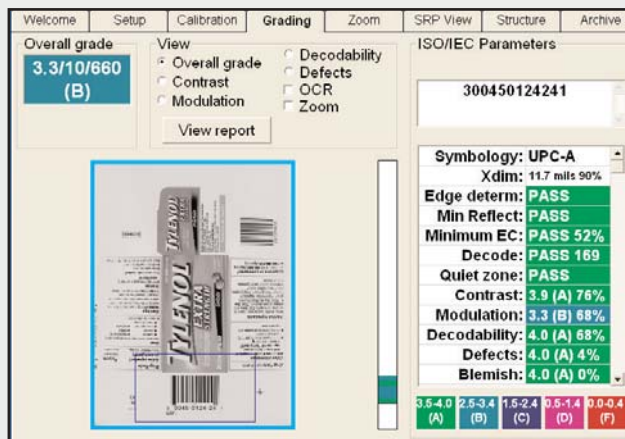 Welcome Setup Calibration Grading Zoom SRP View Structure Archive
Overall grade
3.3/10/660
(B)
View
Overall grade
Contrast
Modulation
Decodability
Defects
OCR
Zoom
View report
TYLENOL
EXTRA
STRENGTH
TYLENOL
EXTRA
ISO/IEC Parameters
300450124241
Symbology: UPC-A
Xdim: 11.7 mils 90%
Edge determ: PASS
Min Reflect: PASS
Minimum EC: PASS 52%
Decode: PASS 169
Quiet zone: PASS
Contrast: 3.9 (A) 76%
Modulation: 3.3 (B) 68%
Decodability: 4.0 (A) 68%
Defects: 4.0 (A) 4%
Blemish: 4.0 (A) 0%
3.5-4.0 2.5-3.4 1.5-2.4 0.5-1.4 0.0-0.4
(A) (B) (C) (D) (F)